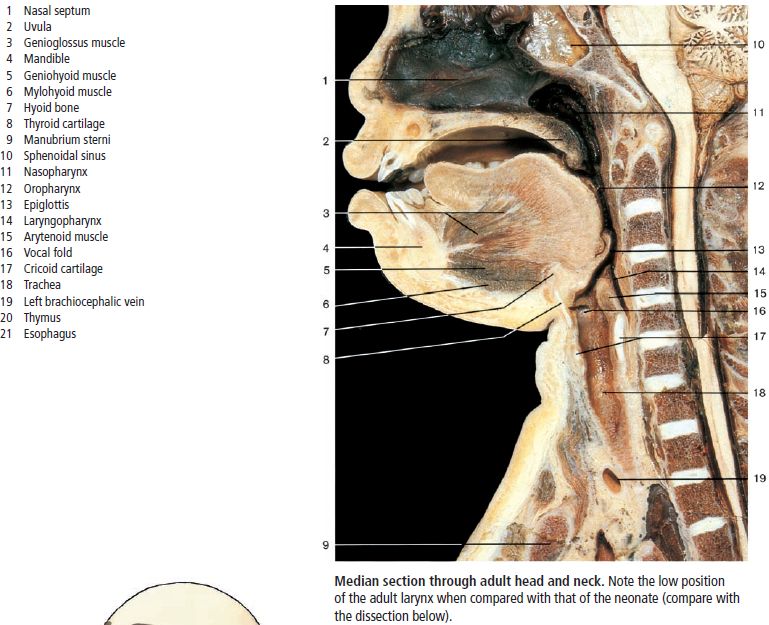 1 Nasal septum
2 Uvula
3 Genioglossus muscle
4 Mandible
5 Geniohyoid muscle
6 Mylohyoid muscle
7 Hyoid bone
8 Thyroid cartilage
9 Manubrium sterni
10 Sphenoidal sinus
11 Nasopharynx
12 Oropharynx
13 Epiglottis
14 Laryngopharynx
15 Arytenoid muscle
16 Vocal fold
17 Cricoid cartilage
18 Trachea
19 Left brachiocephalic vein
20 Thymus
21 Esophagus
1
2
3
4
5
6
7
8
9
10
11
12
13
14
15
16
17
18
19
Median section through adult head and neck. Note the low position
of the adult larynx when compared with that of the neonate (compare with
the dissection below).